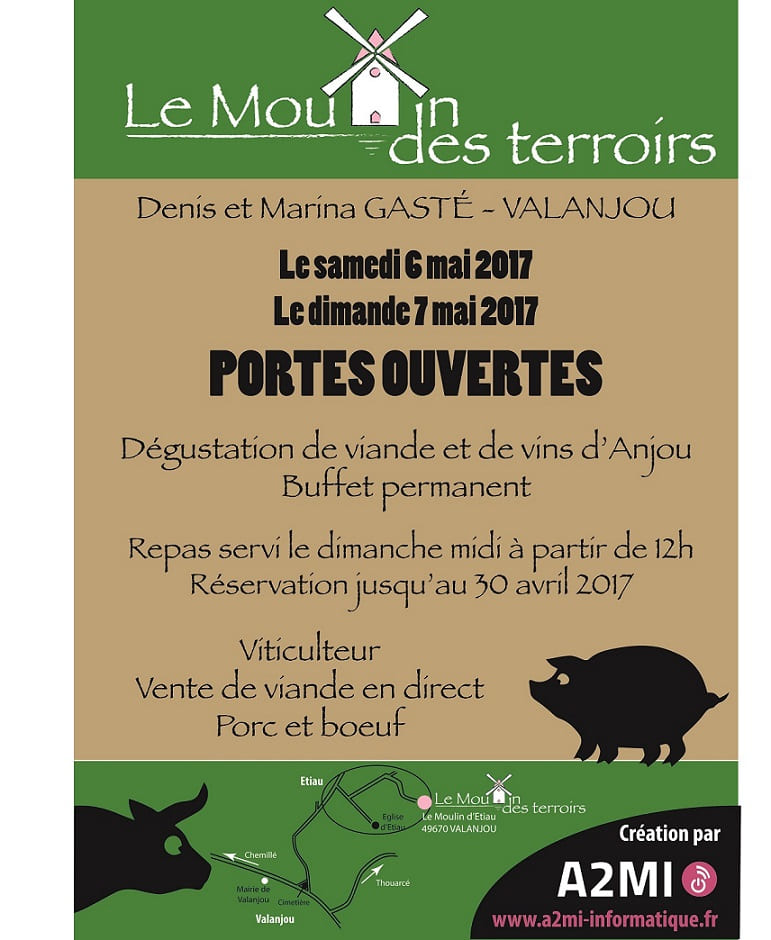 Le Moulin
des terroirs
Denis et Marina GASTÉ - VALANJOU
Le samedi 6 mai 2017
Le dimande 7 mai 2017
PORTES OUVERTES
Dégustation de viande et de vins d'Anjou
Buffet permanent
Repas servi le dimanche midi à partir de 12h
Réservation jusqu'au 30 avril 2017
Viticulteur
Vente de viande en direct
Porc et boeuf
Etiau
Le Moulin
des terroirs
Le Moulin d'Etiau
49670 VALANJOU
Eglise
d'Etiau
Chemillé
Mairie de
Valanjou
Cimetière
Thouarcé
Valanjou
Création par
A2MI
www.a2mi-informatique.fr